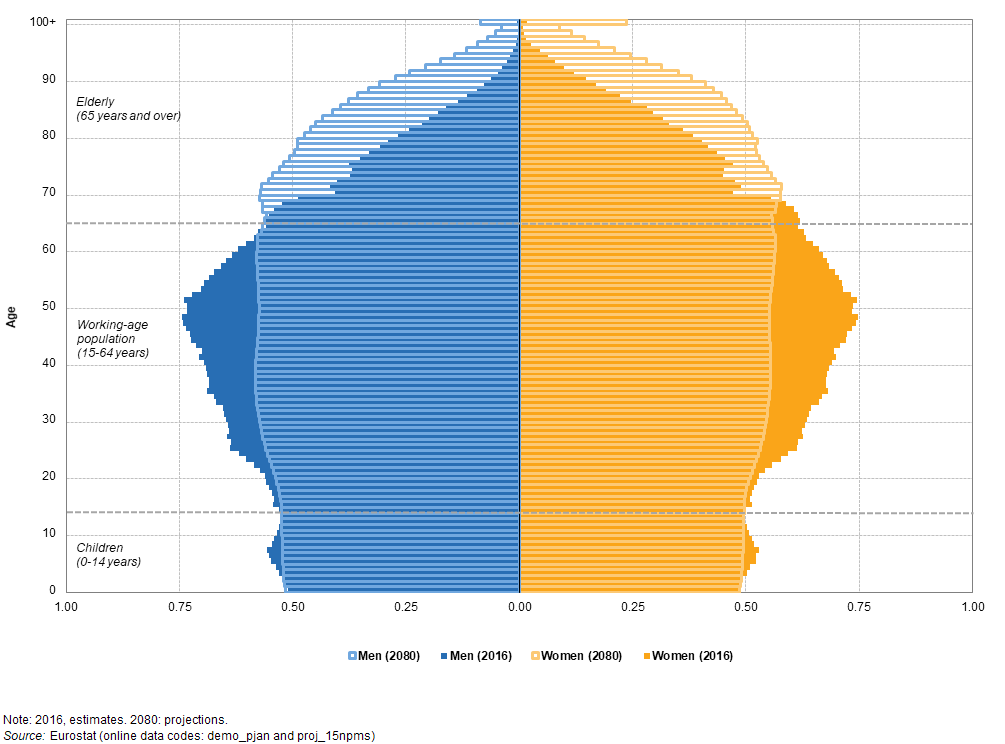 100+
90
Elderly
(65 years and over)
80
70
60
50
Age
Working-age
population
(15-64 years)
40
30
20
10
Children
(0-14 years)
0
1.00 0.75 0.50 0.25 0.00 0.25 0.50 0.75 1.00
Men (2080) Men (2016) Women (2080) Women (2016)
Note: 2016, estimates. 2080: projections.
Source: Eurostat (online data codes: demo_pjan and proj_15npms)